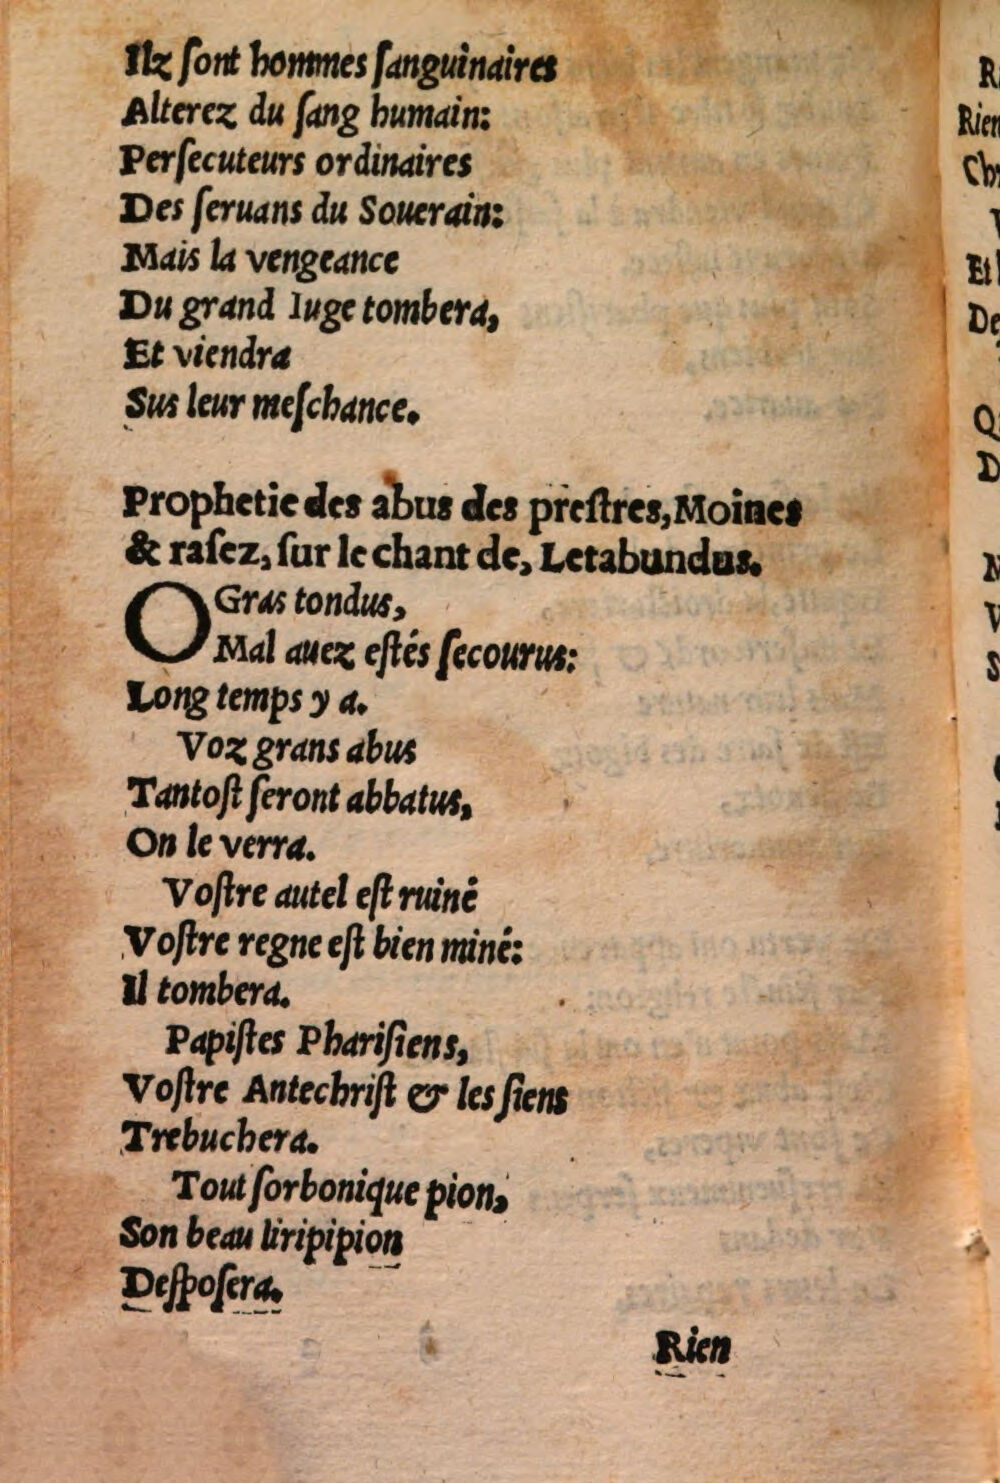 Ilz ſont hommes ſanguinaires
Alterez du ſang humain:
Perſecuteurs ordinaires
Des ſeruans du Souerain:
Mais la vengeance
Du grand Iuge tombera,
Et viendra
Sus leur meſchance.
Prophetie des abus des preſtres, Moines
& raſez, ſur le chant de, Letabundus.
O Gras tondus,
Mal auez eſtés ſecourus:
Long temps y a.
Voz grans abus
Tantoſt ſeront abbatus,
On le verra.
Voſtre autel eſt ruiné
Voſtre regne eſt bien miné:
Il tombera.
Papiſtes Phariſiens,
Voſtre Antechriſt & les ſiens
Trebuchera.
Tout ſorbonique pion,
Son beau liripipion
Deſpoſera.
Rien